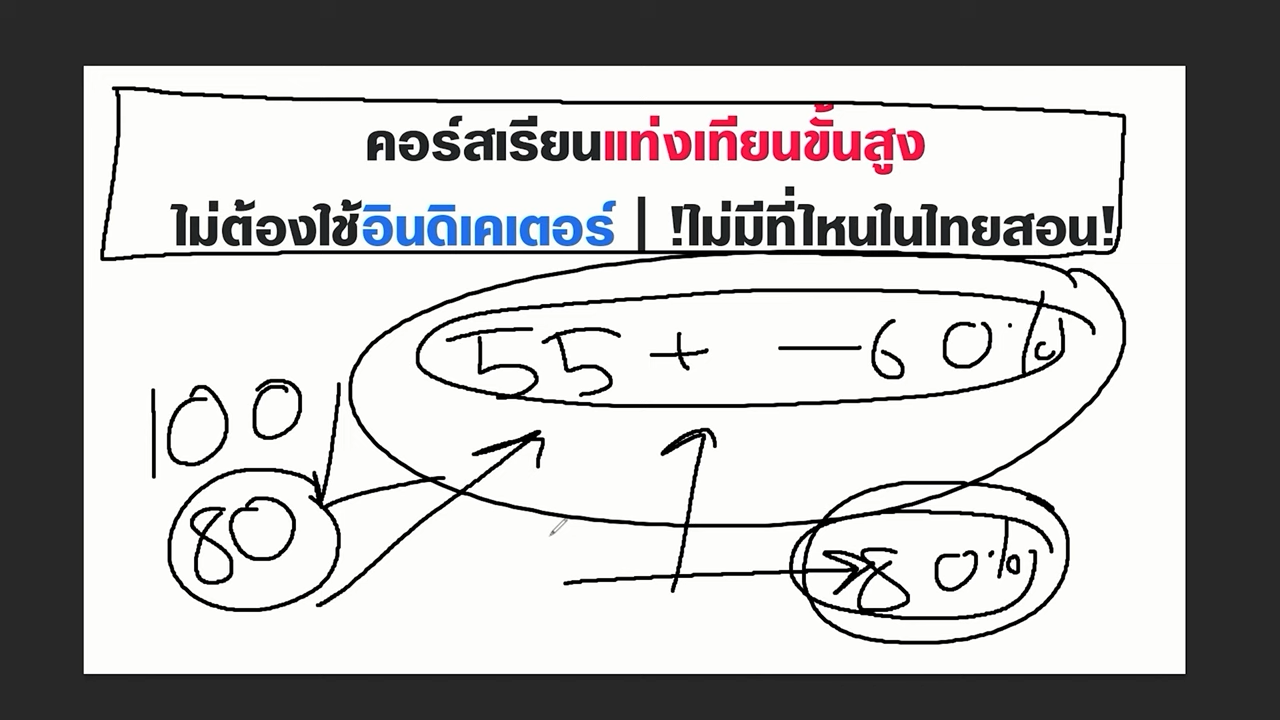 คอร์สเรียนแท่งเทียนขั้นสูง
ไม่ต้องใช้อินดิเคเตอร์ | !ไม่มีที่ไหนในไทยสอน!
55+ - 60%
100
80
80%